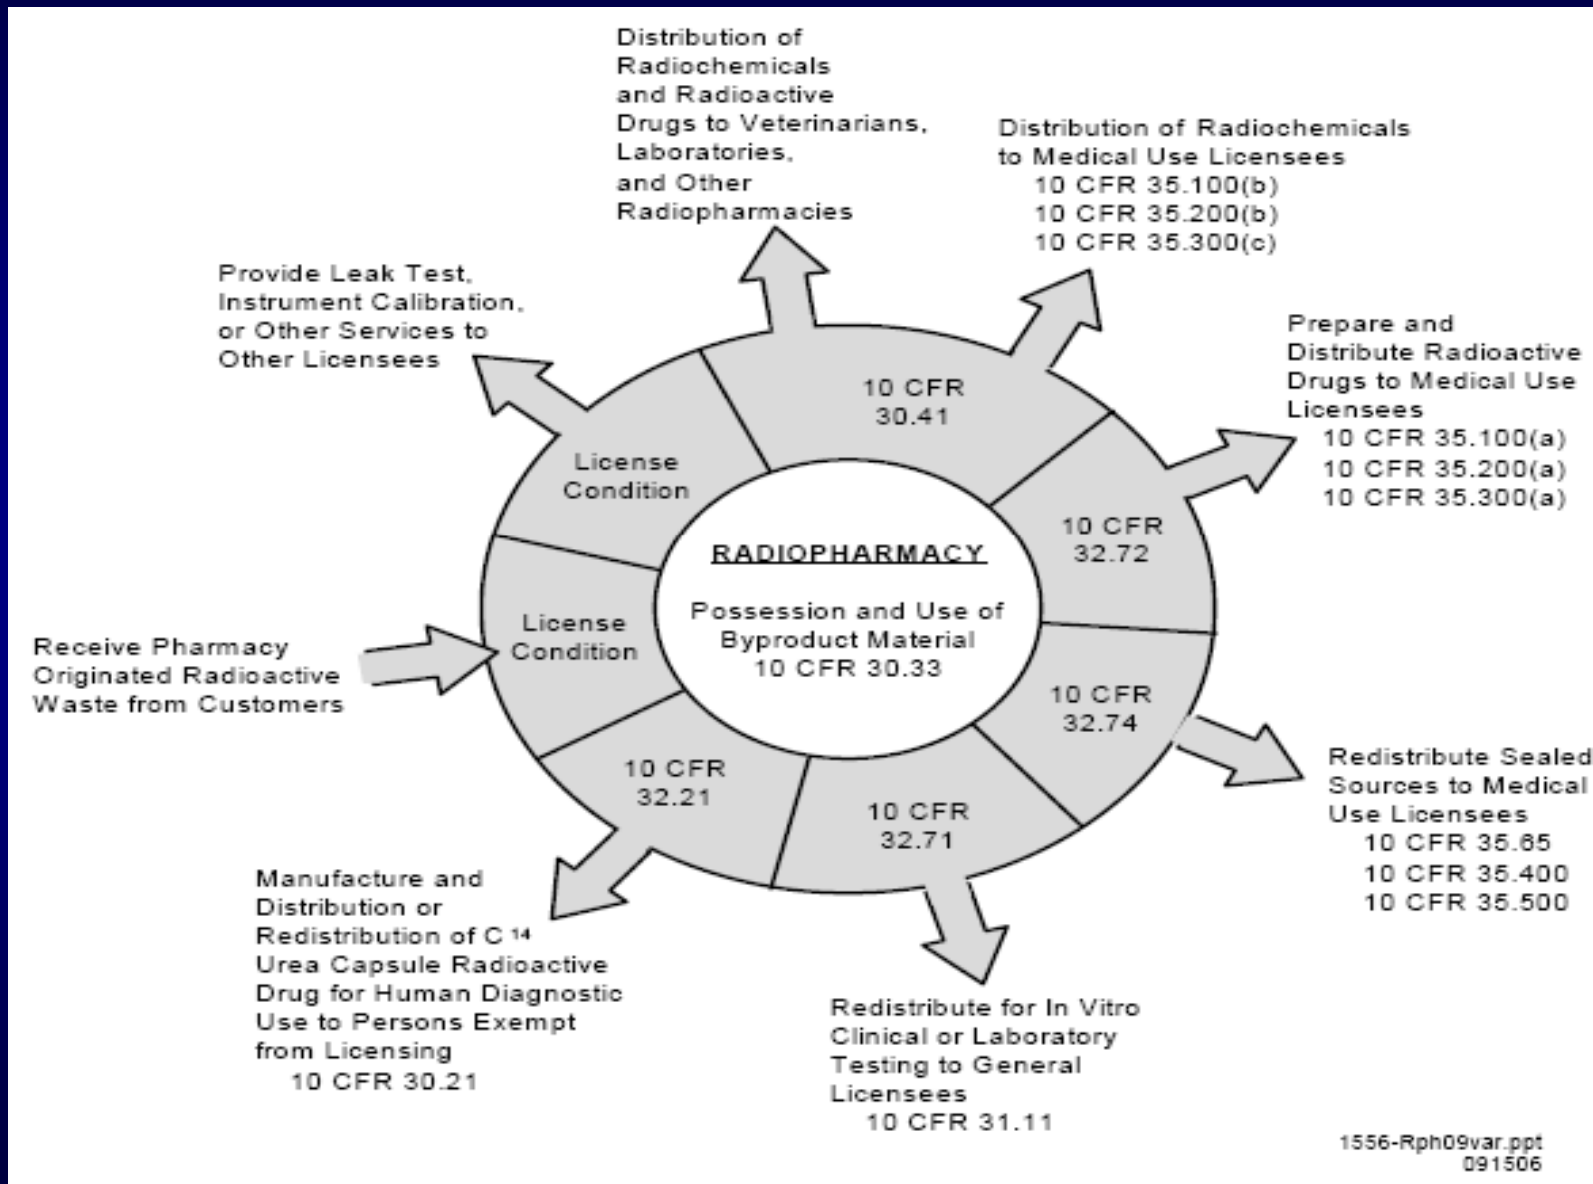 Distribution of
Radiochemicals
and Radioactive
Drugs to Veterinarians,
Laboratories,
and Other
Radiopharmacies
Distribution of Radiochemicals
to Medical Use Licensees
10 CFR 35.100(b)
10 CFR 35.200(b)
10 CFR 35.300(c)
Provide Leak Test,
Instrument Calibration,
or Other Services to
Other Licensees
Prepare and
Distribute Radioactive
Drugs to Medical Use
Licensees
10 CFR 35.100(a)
10 CFR 35.200(a)
10 CFR 35.300(a)
10 CFR
30.41
License
Condition
10 CFR
32.72
RADIOPHARMACY
Possession and Use of
Byproduct Material
10 CFR 30.33
License
Condition
Receive Pharmacy
Originated Radioactive
Waste from Customers
10 CFR
32.74
10 CFR
32.21
10 CFR
32.71
Redistribute Sealed
Sources to Medical
Use Licensees
10 CFR 35.65
10 CFR 35.400
10 CFR 35.500
Manufacture and
Distribution or
Redistribution of C 14
Urea Capsule Radioactive
Drug for Human Diagnostic
Use to Persons Exempt
from Licensing
10 CFR 30.21
Redistribute for In Vitro
Clinical or Laboratory
Testing to General
Licensees
10 CFR 31.11
1556-Rph09var.ppt
091506